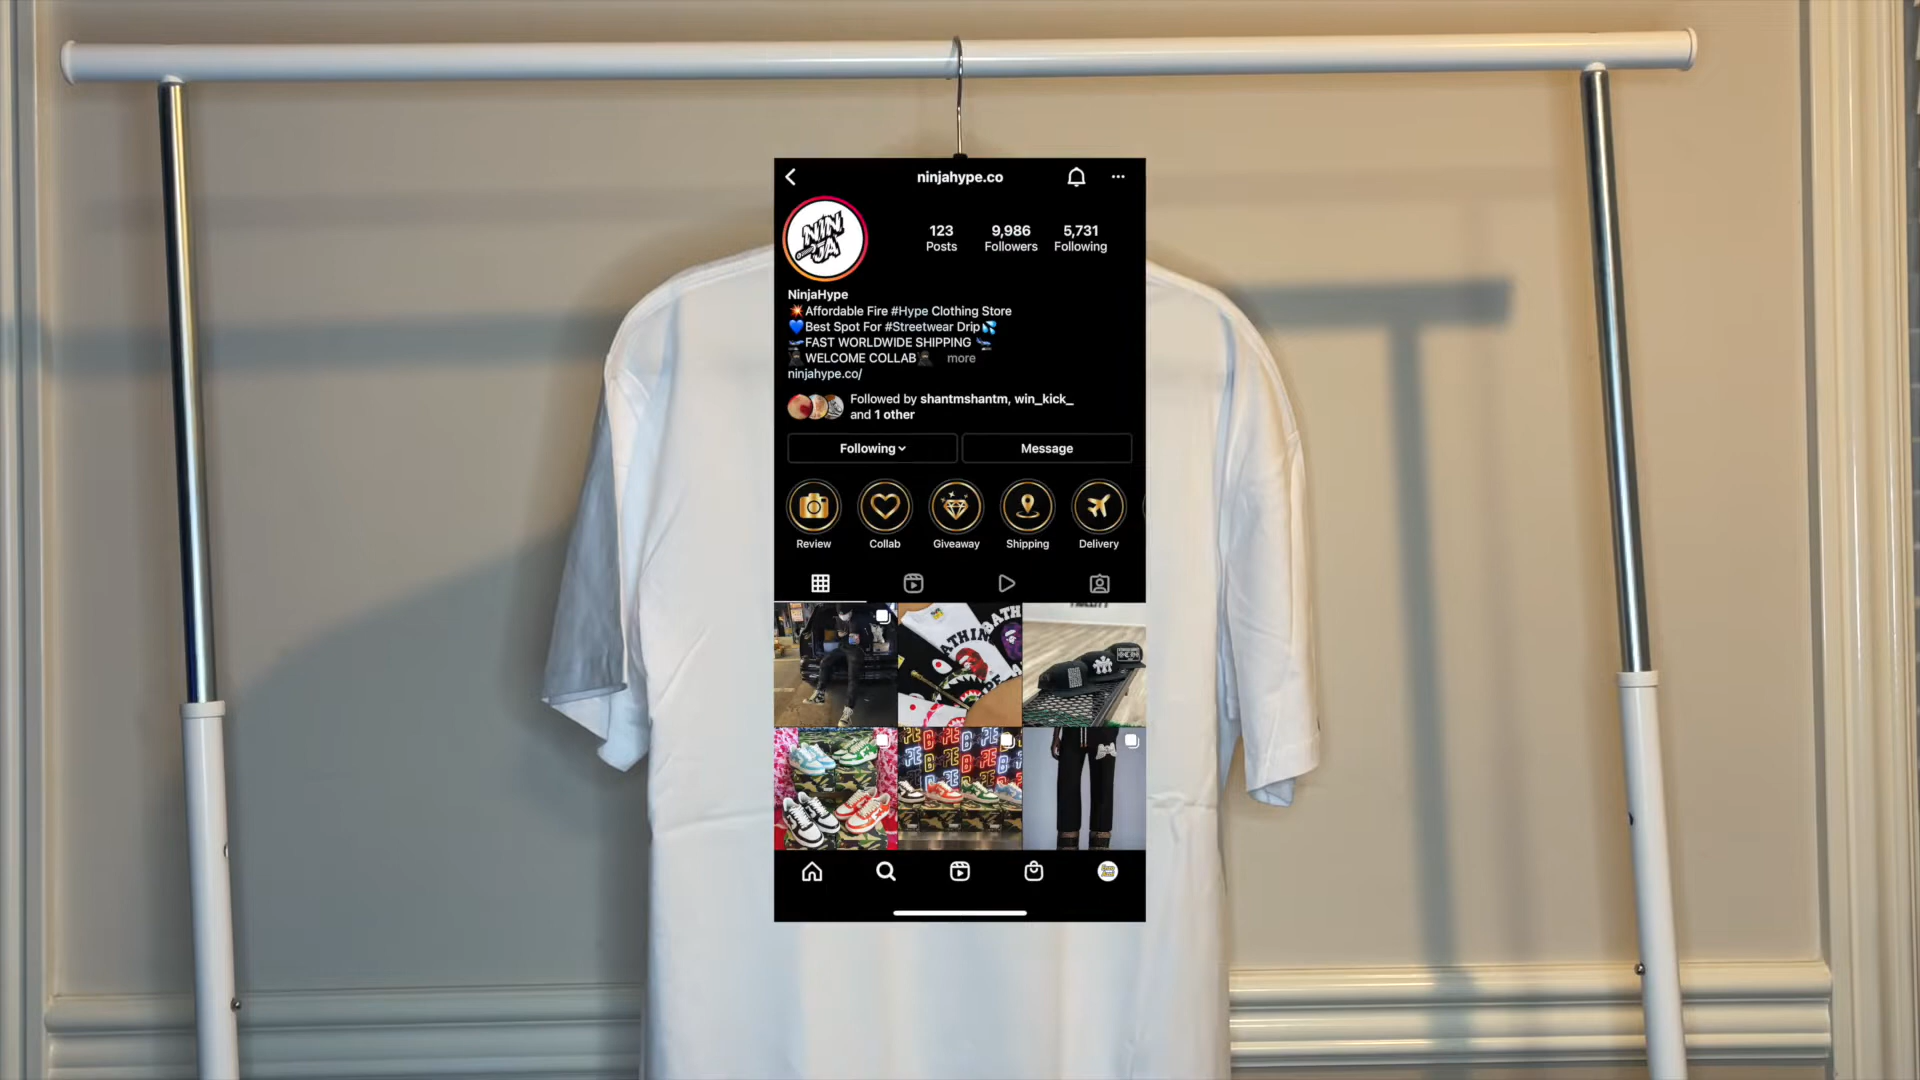 ninjahype.co
NIN
JA
123
Posts
9,986
Followers
5,731
Following
NinjaHype
💥Affordable Fire #Hype Clothing Store
💙Best Spot For #Streetwear Drip💦
FAST WORLDWIDE SHIPPING
WELCOME COLLAB more
ninjahype.co/
Followed by shantmshantm, win_kick_
and 1 other
Following
Message
Review
Collab
Giveaway
Shipping
Delivery